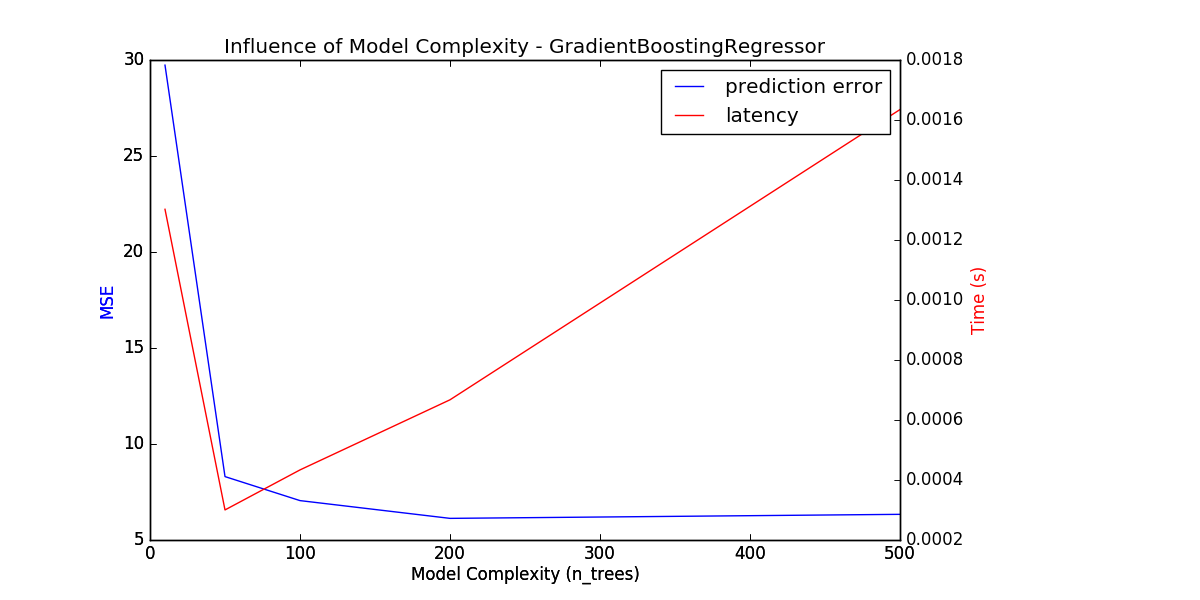 Influence of Model Complexity - GradientBoostingRegressor
prediction error
latency
MSE
30
25
20
15
10
5
0.0018
0.0016
0.0014
0.0012
0.0010
0.0008
0.0006
0.0004
0.0002
Time (s)
0 100 200 300 400 500
Model Complexity (n_trees)